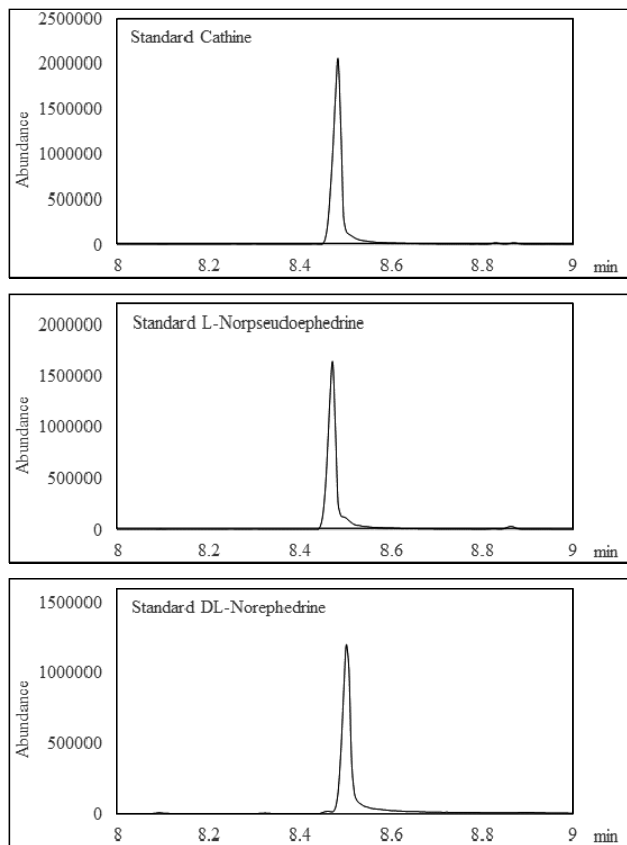 2500000
Standard Cathine
2000000
1500000
1000000
500000
0
Abundance
8 8.2 8.4 8.6 8.8 9 min
Standard L-Norpseudoephedrine
2000000
1500000
1000000
500000
0
Abundance
8 8.2 8.4 8.6 8.8 9 min
1500000
Standard DL-Norephedrine
1000000
500000
0
Abundance
8 8.2 8.4 8.6 8.8 9 min